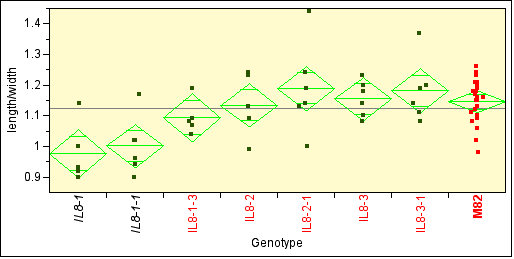 length/width
1.4
1.3
1.2
1.1
1
0.9
IL8-1
IL8-1-1
IL8-1-3
IL8-2
IL8-2-1
IL8-3
IL8-3-1
M82
Genotype